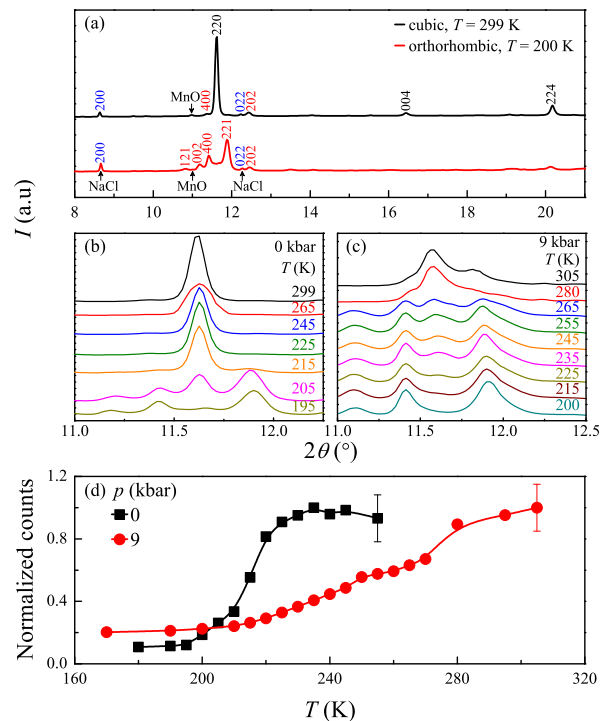 (a)
220
cubic, T = 299 K
orthorhombic, T = 200 K
200
MnO
400
022
202
004
224
200
121
002
400
221
022
202
NaCl
MnO
NaCl
8 10 12 14 16 18 20
I (a.u)
(b)
0 kbar
T (K)
299
265
245
225
215
205
195
11.0 11.5 12.0
(c)
9 kbar
T (K)
305
280
265
255
245
235
225
215
200
11.0 11.5 12.0 12.5
2θ (°)
(d) p (kbar)
0
9
1.2
0.8
0.4
0.0
Normalized counts
160 200 240 280 320
T (K)